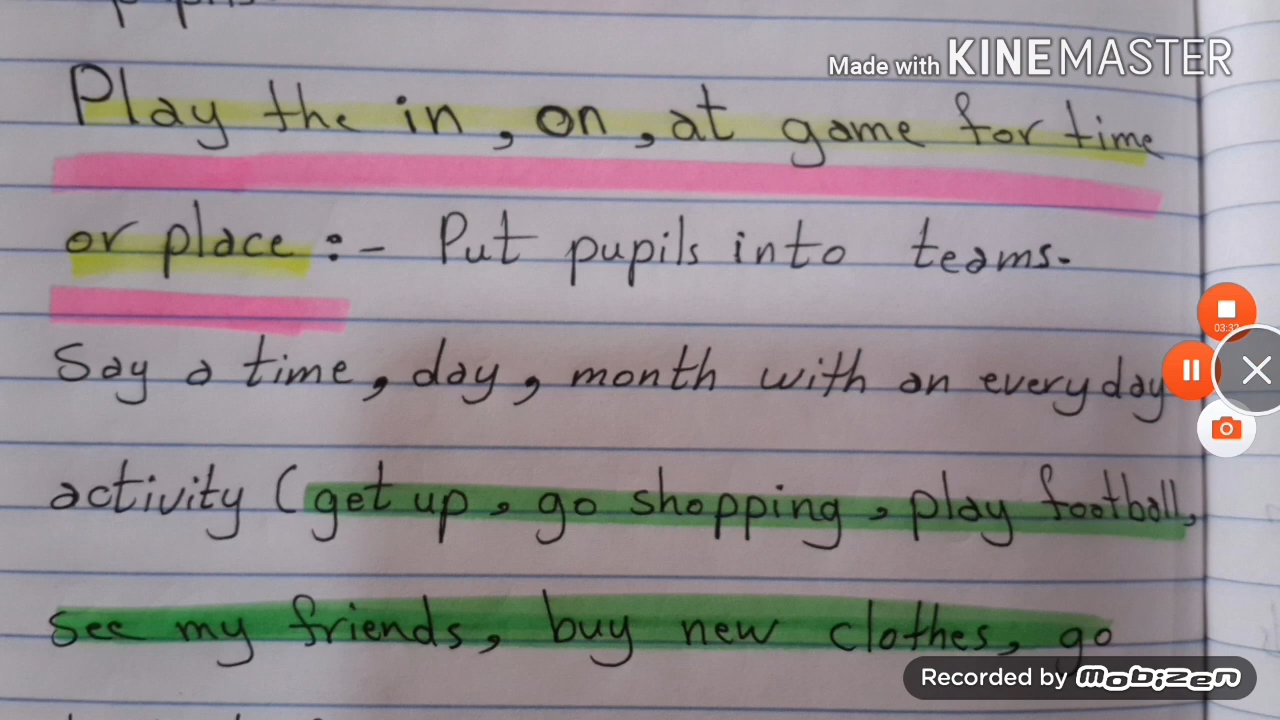 Made with KINEMASTER
Play the in, on, at game for time
or place :- Put pupils into teams.
Say a time, day, month with an everyday
activity (get up, go shopping, play football,
see my friends, buy new clothes, go
03:32
Recorded by Mobizen